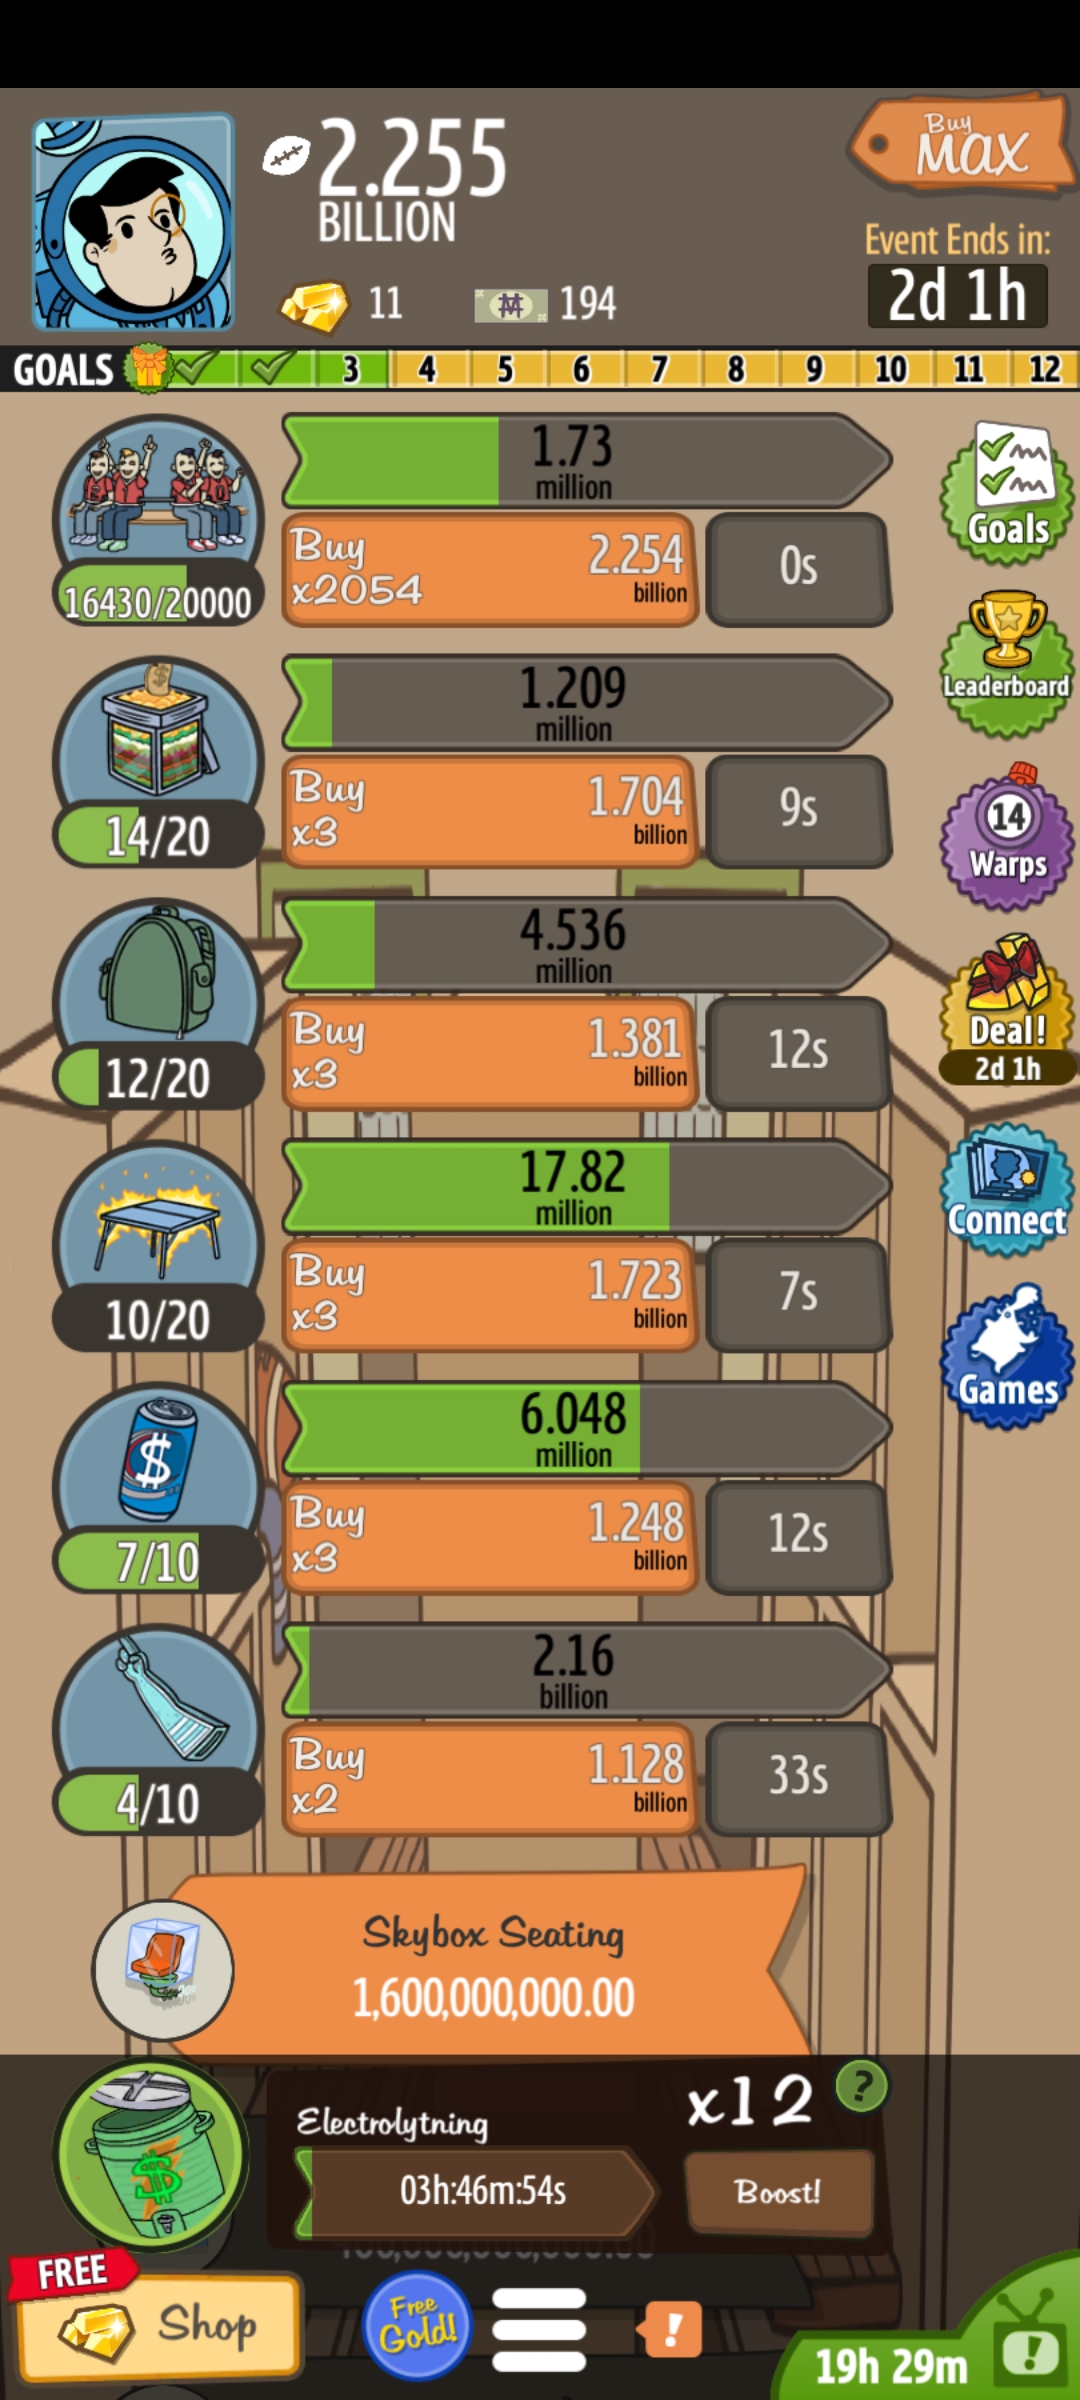 2.255
BILLION
Buy
MAX
Event Ends in:
2d 1h
11
194
GOALS 3 4 5 6 7 8 9 10 11 12
1.73
million
Buy
x2054
2.254
billion
0s
16430/20000
Goals
1.209
million
Leaderboard
Buy
x3
1.704
billion
9s
14/20
14
Warps
4.536
million
Buy
x3
1.381
billion
12s
12/20
Deal!
2d 1h
17.82
million
Buy
x3
1.723
billion
7s
10/20
Connect
6.048
million
Games
$
Buy
x3
1.248
billion
12s
7/10
2.16
billion
Buy
x2
1.128
billion
33s
4/10
Skybox Seating
1,600,000,000.00
Electrolytning
x12
?
$
03h:46m:54s
Boost!
FREE
Shop
Free
Gold!
!
19h 29m
!